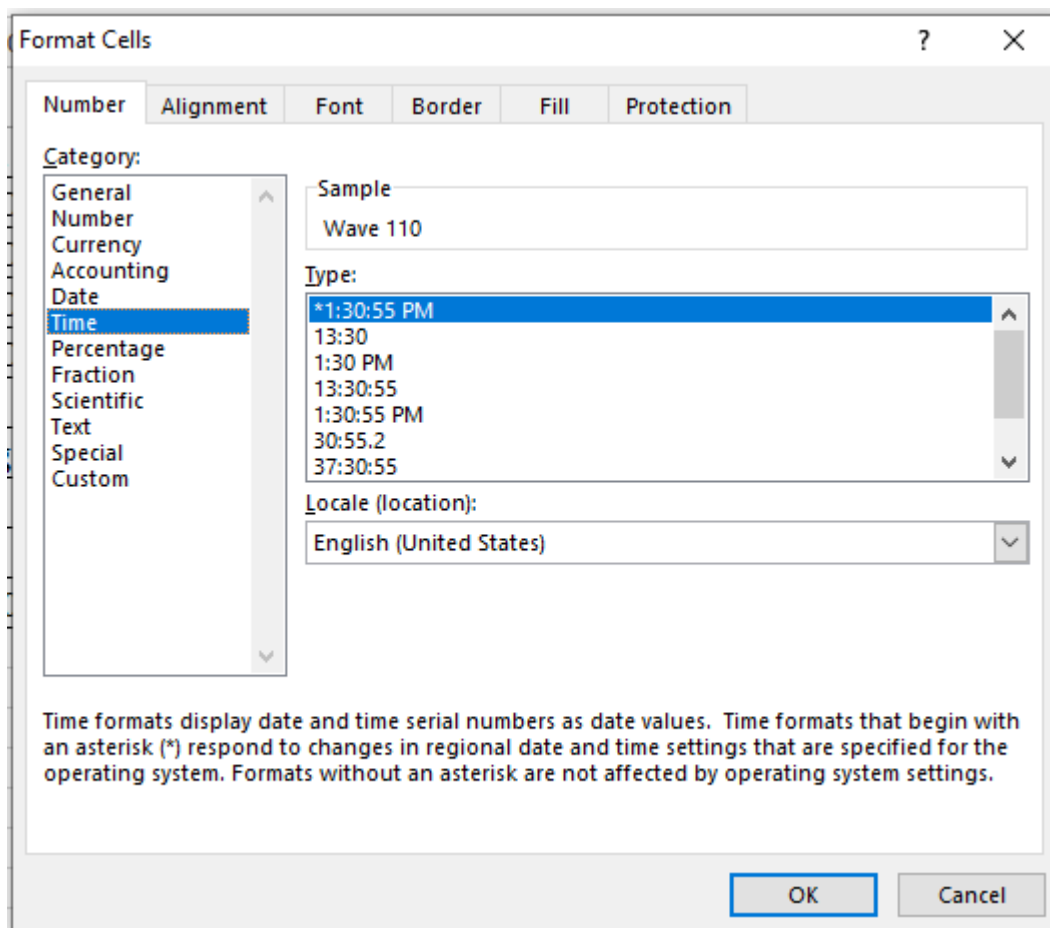 Format Cells
?
Number Alignment Font Border Fill Protection
Category:
General
Number
Currency
Accounting
Date
Time
Percentage
Fraction
Scientific
Text
Special
Custom
Sample
Wave 110
Type:
*1:30:55 PM
13:30
1:30 PM
13:30:55
1:30:55 PM
30:55.2
37:30:55
Locale (location):
English (United States)
Time formats display date and time serial numbers as date values. Time formats that begin with
an asterisk (*) respond to changes in regional date and time settings that are specified for the
operating system. Formats without an asterisk are not affected by operating system settings.
OK Cancel